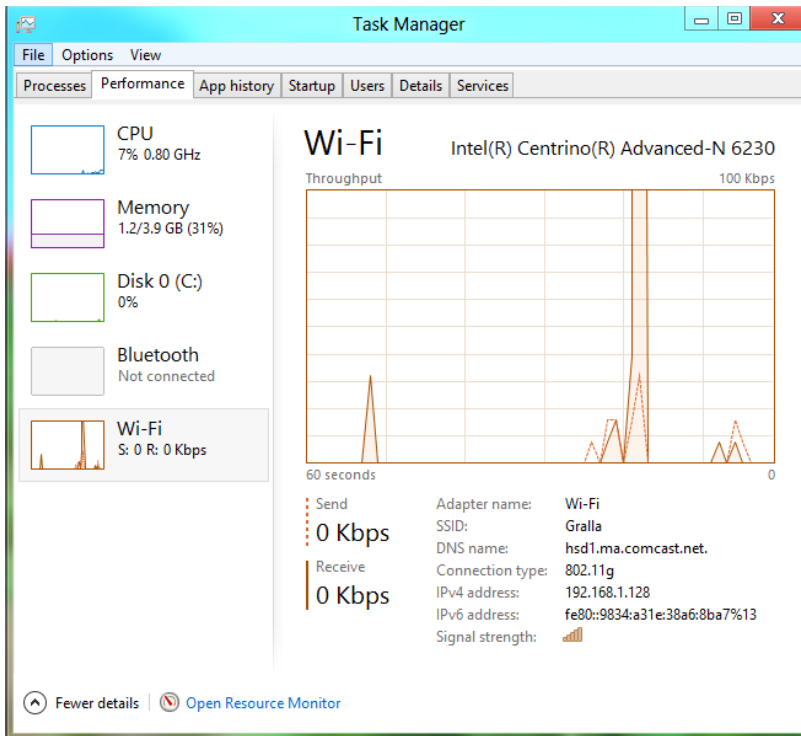 Task Manager
File Options View
Processes Performance App history Startup Users Details Services
CPU
7% 0.80 GHz
Memory
1.2/3.9 GB (31%)
Disk 0 (C:)
0%
Bluetooth
Not connected
Wi-Fi
S: 0 R: 0 Kbps
Wi-Fi Intel(R) Centrino(R) Advanced-N 6230
Throughput 100 Kbps
60 seconds 0
Send
0 Kbps
Receive
0 Kbps
Adapter name: Wi-Fi
SSID: Gralla
DNS name: hsd1.ma.comcast.net.
Connection type: 802.11g
IPv4 address: 192.168.1.128
IPv6 address: fe80::9834:a31e:38a6:8ba7%13
Signal strength:
Fewer details Open Resource Monitor